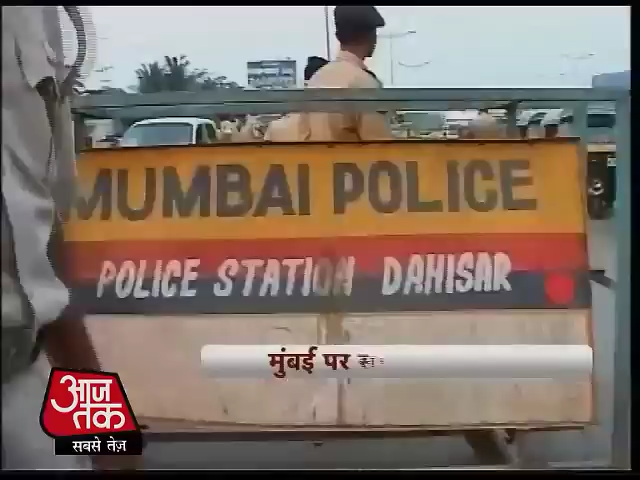 MUMBAI POLICE
POLICE STATION DAHISAR
मुंबई पर
आज
तक
सबसे तेज़